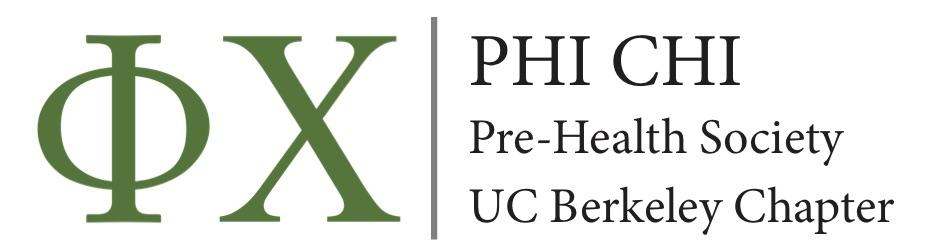 ΦΧ
PHI CHI
Pre-Health Society
UC Berkeley Chapter